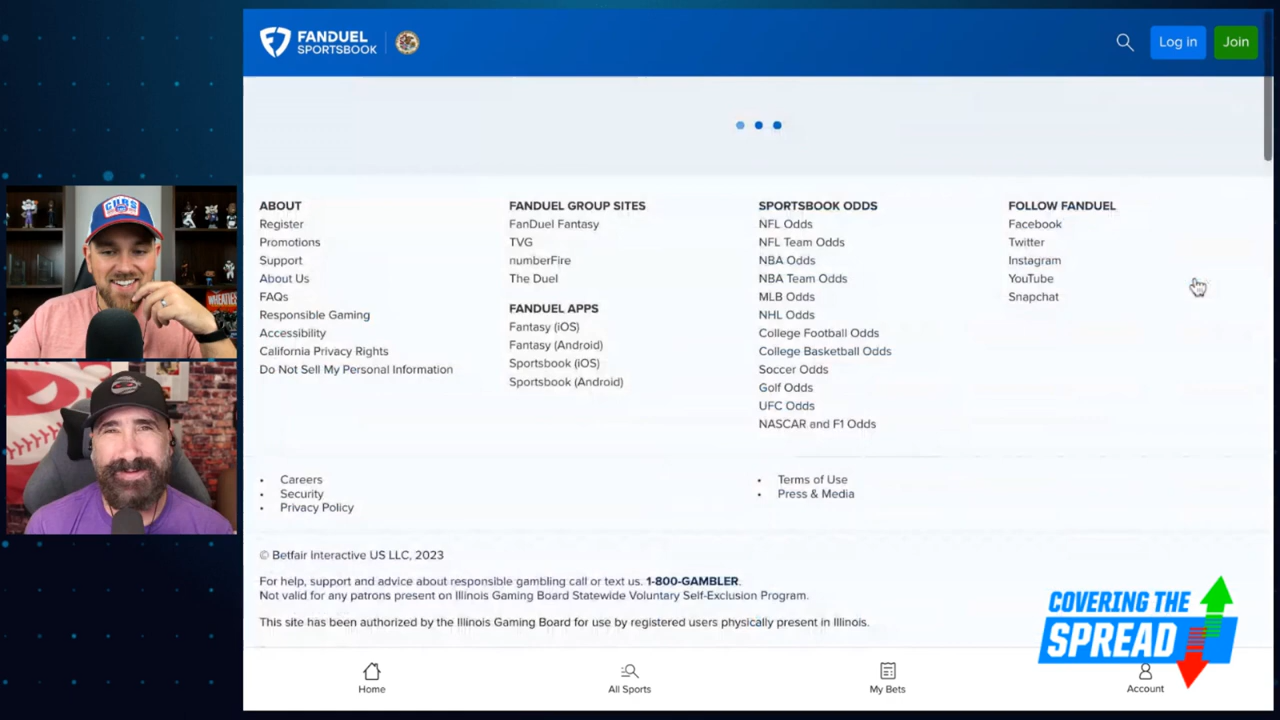 FANDUEL
SPORTSBOOK
Log in
Join
ABOUT
Register
Promotions
Support
About Us
FAQs
Responsible Gaming
Accessibility
California Privacy Rights
Do Not Sell My Personal Information
FANDUEL GROUP SITES
FanDuel Fantasy
TVG
numberFire
The Duel
FANDUEL APPS
Fantasy (iOS)
Fantasy (Android)
Sportsbook (iOS)
Sportsbook (Android)
SPORTSBOOK ODDS
NFL Odds
NFL Team Odds
NBA Odds
NBA Team Odds
MLB Odds
NHL Odds
College Football Odds
College Basketball Odds
Soccer Odds
Golf Odds
UFC Odds
NASCAR and F1 Odds
FOLLOW FANDUEL
Facebook
Twitter
Instagram
YouTube
Snapchat
Careers
Security
Privacy Policy
Terms of Use
Press & Media
© Betfair Interactive US LLC, 2023
For help, support and advice about responsible gambling call or text us. 1-800-GAMBLER.
Not valid for any patrons present on Illinois Gaming Board Statewide Voluntary Self-Exclusion Program.
This site has been authorized by the Illinois Gaming Board for use by registered users physically present in Illinois.
Home
All Sports
My Bets
Account
COVERING THE
SPREAD
CUBS
WHEATIES